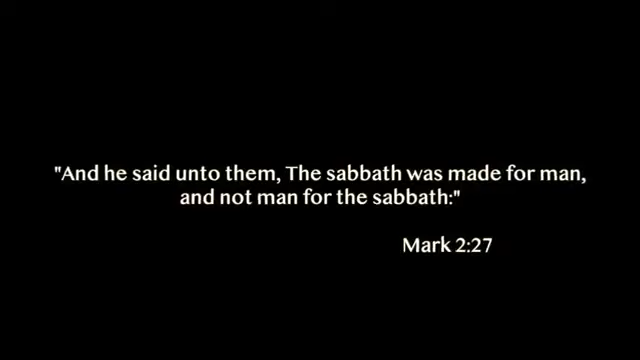 "And he said unto them, The sabbath was made for man,
and not man for the sabbath:"
Mark 2:27